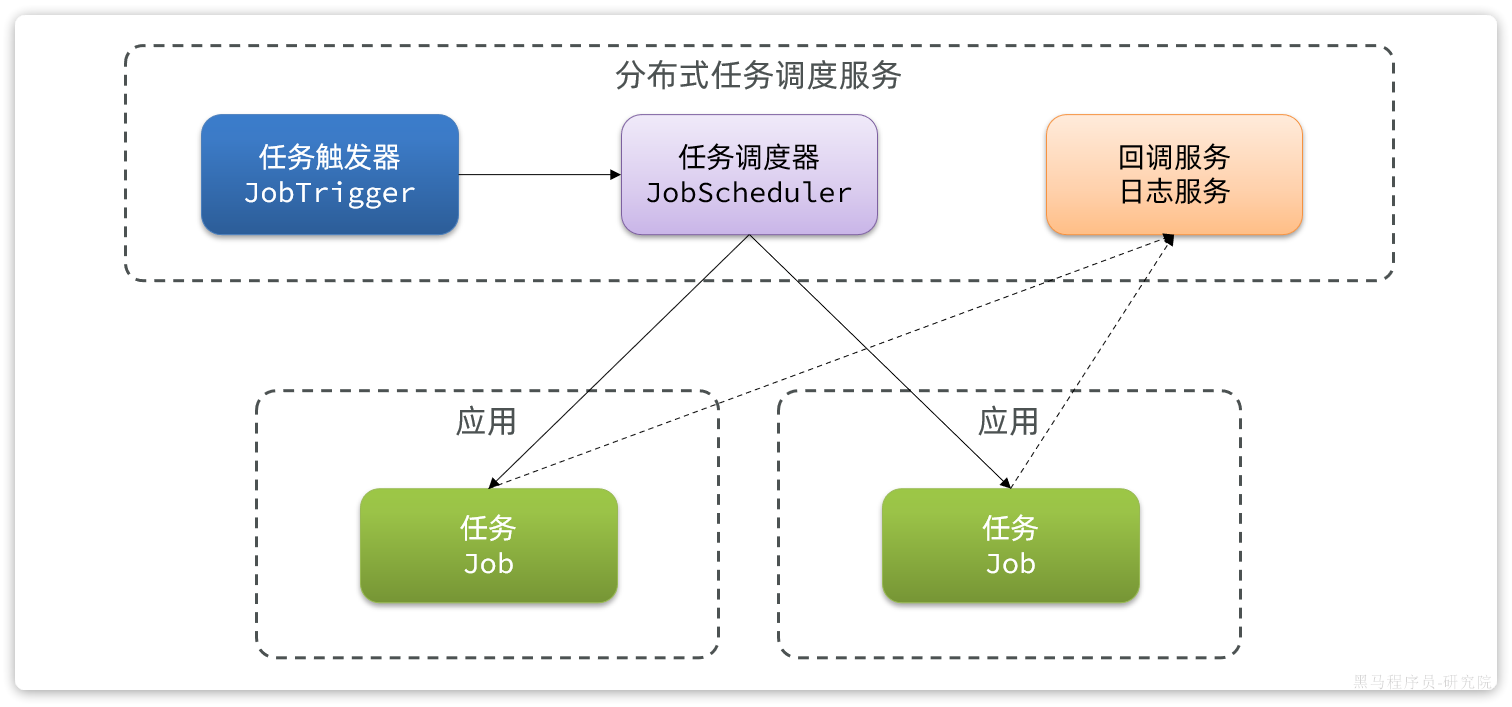 分布式任务调度服务
任务触发器
JobTrigger
任务调度器
JobScheduler
回调服务
日志服务
应用
任务
Job
应用
任务
Job
黑马程序员-研究院